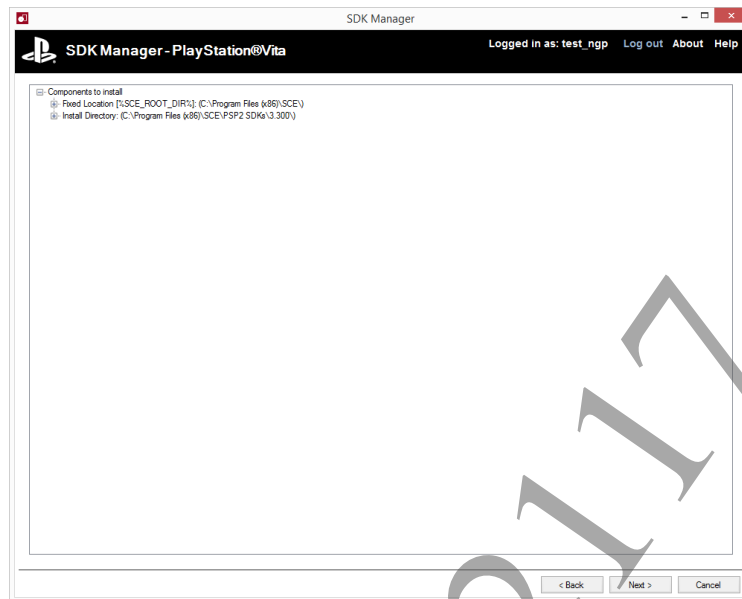 SDK Manager
SDK Manager - PlayStation®Vita
Logged in as: test_ngp Log out About Help
Components to install
Fixed Location [%SCE_ROOT_DIR%]: (C:\Program Files (x86)\SCE\)
Install Directory: (C:\Program Files (x86)\SCE\PSP2 SDKs\3.300\)
< Back Next > Cancel